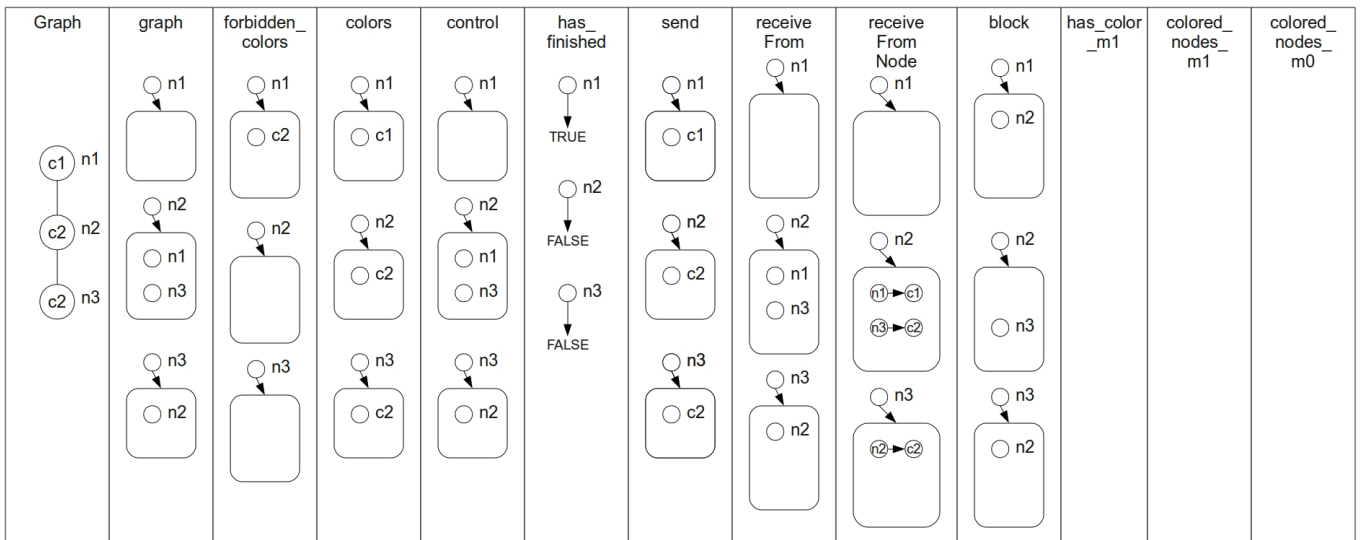 Graph
c1 n1
c2 n2
c2 n3
graph
n1
n2
n1
n3
n3
n2
forbidden_
colors
n1
c2
n2
n3
colors
n1
c1
n2
c2
n3
c2
control
n1
n2
n1
n3
n3
n2
has_
finished
n1
TRUE
n2
FALSE
n3
FALSE
send
n1
c1
n2
c2
n3
c2
receive
From
n1
n2
n1
n3
n3
n2
receive
From
Node
n1
n2
n1 c1
n3 c2
n3
n2 c2
block
n1
n2
n2
n3
n3
n2
has_color
_m1
colored_
nodes_
m1
colored_
nodes_
m0